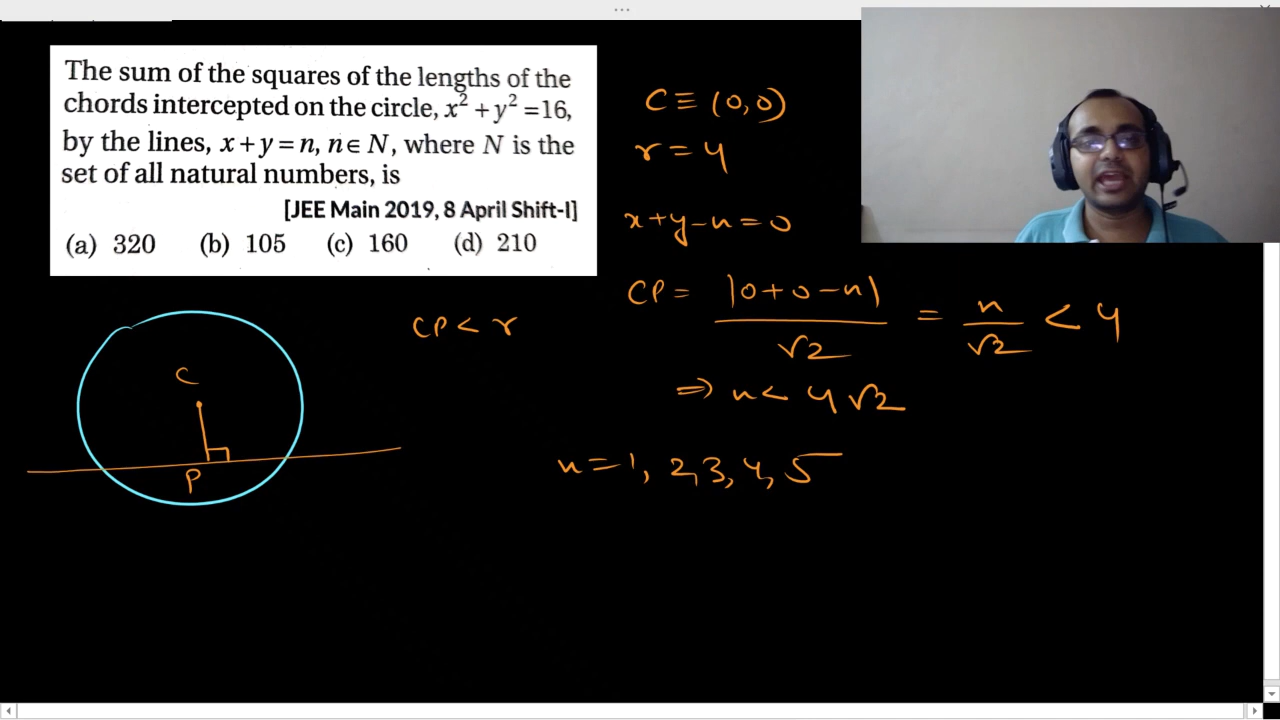 The sum of the squares of the lengths of the
chords intercepted on the circle, x² + y² = 16,
by the lines, x + y = n, n ∈ N, where N is the
set of all natural numbers, is
[JEE Main 2019, 8 April Shift-I]
(a) 320 (b) 105 (c) 160 (d) 210
C ≡ (0,0)
r = 4
x+y-n=0
CP = |0+0-n| / √2 = n/√2 < 4
⇒ n < 4√2
CP < r
n = 1, 2, 3, 4, 5
C
P